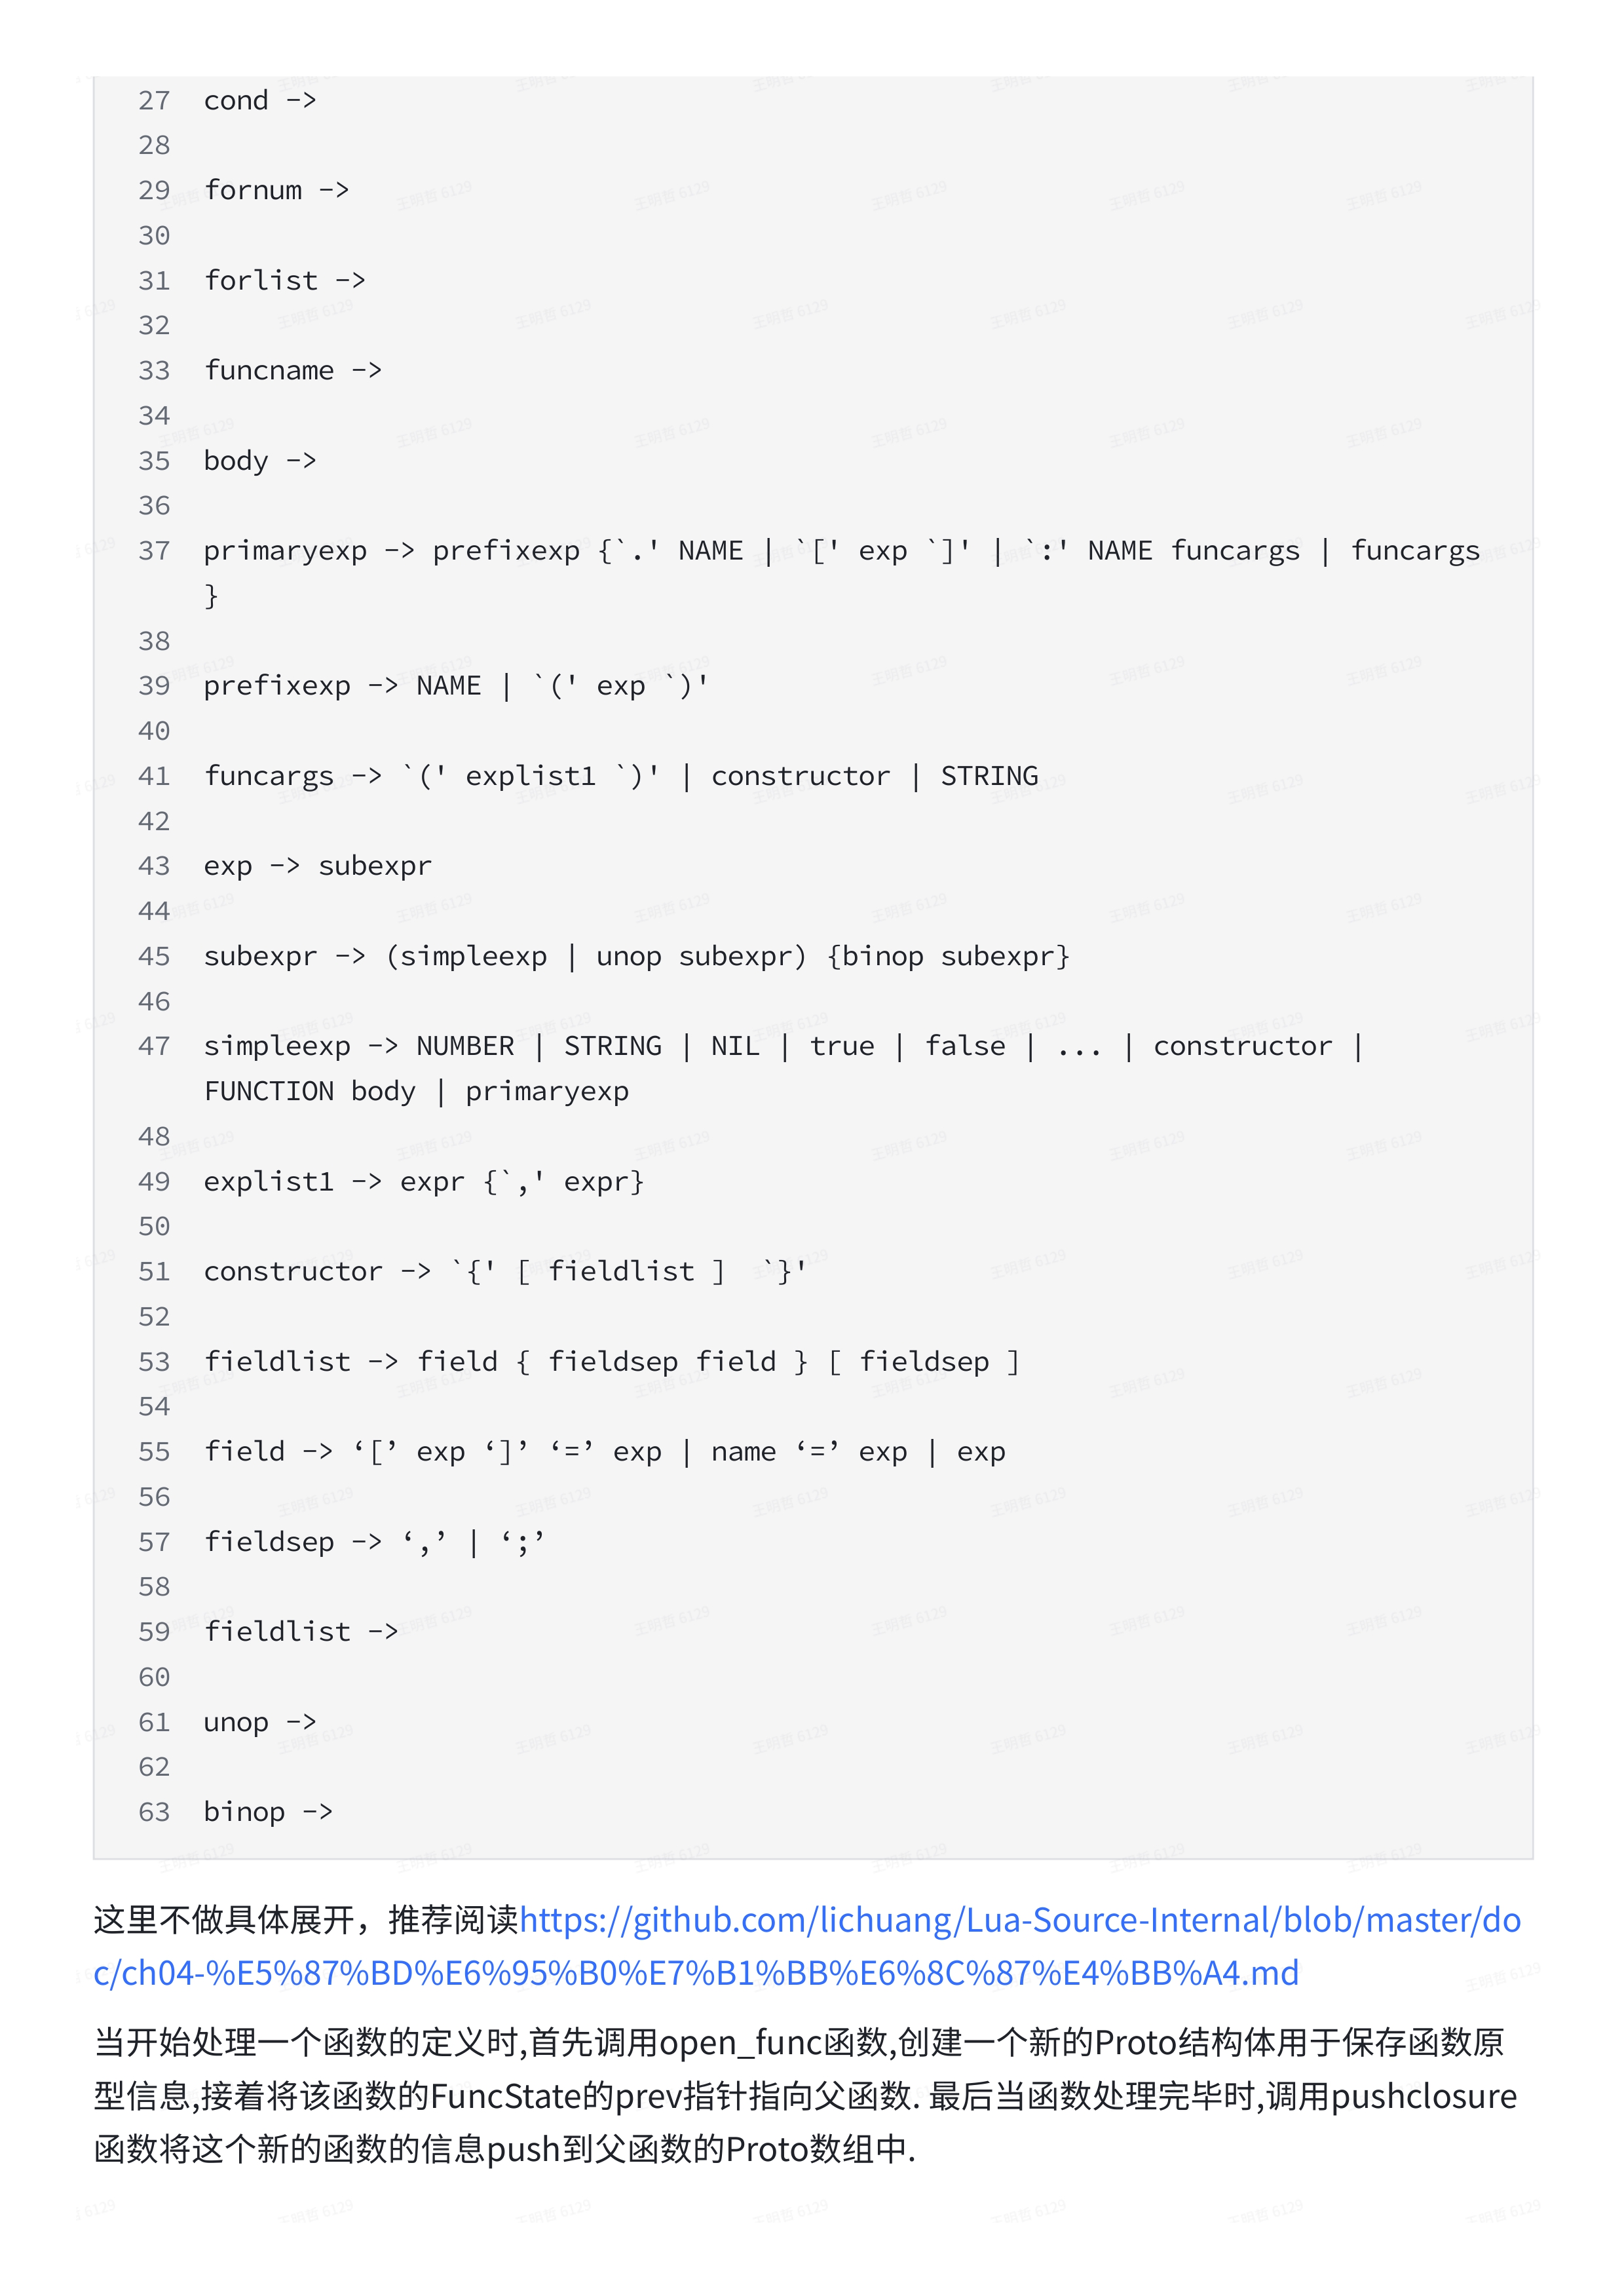 27 cond ->
28
29 fornum ->
30
31 forlist ->
32
33 funcname ->
34
35 body ->
36
37 primaryexp -> prefixexp {`.' NAME | `[' exp `]' | `:' NAME funcargs | funcargs
}
38
39 prefixexp -> NAME | `(' exp `)'
40
41 funcargs -> `(' explist1 `)' | constructor | STRING
42
43 exp -> subexpr
44
45 subexpr -> (simpleexp | unop subexpr) {binop subexpr}
46
47 simpleexp -> NUMBER | STRING | NIL | true | false | ... | constructor |
FUNCTION body | primaryexp
48
49 explist1 -> expr {`,' expr}
50
51 constructor -> `{' [ fieldlist ]  `}'
52
53 fieldlist -> field { fieldsep field } [ fieldsep ]
54
55 field -> ‘[’ exp ‘]’ ‘=’ exp | name ‘=’ exp | exp
56
57 fieldsep -> ‘,’ | ‘;’
58
59 fieldlist ->
60
61 unop ->
62
63 binop ->
这里不做具体展开，推荐阅读https://github.com/lichuang/Lua-Source-Internal/blob/master/do
c/ch04-%E5%87%BD%E6%95%B0%E7%B1%BB%E6%8C%87%E4%BB%A4.md
当开始处理一个函数的定义时,首先调用open_func函数,创建一个新的Proto结构体用于保存函数原
型信息,接着将该函数的FuncState的prev指针指向父函数. 最后当函数处理完毕时,调用pushclosure
函数将这个新的函数的信息push到父函数的Proto数组中.
王明哲 6129